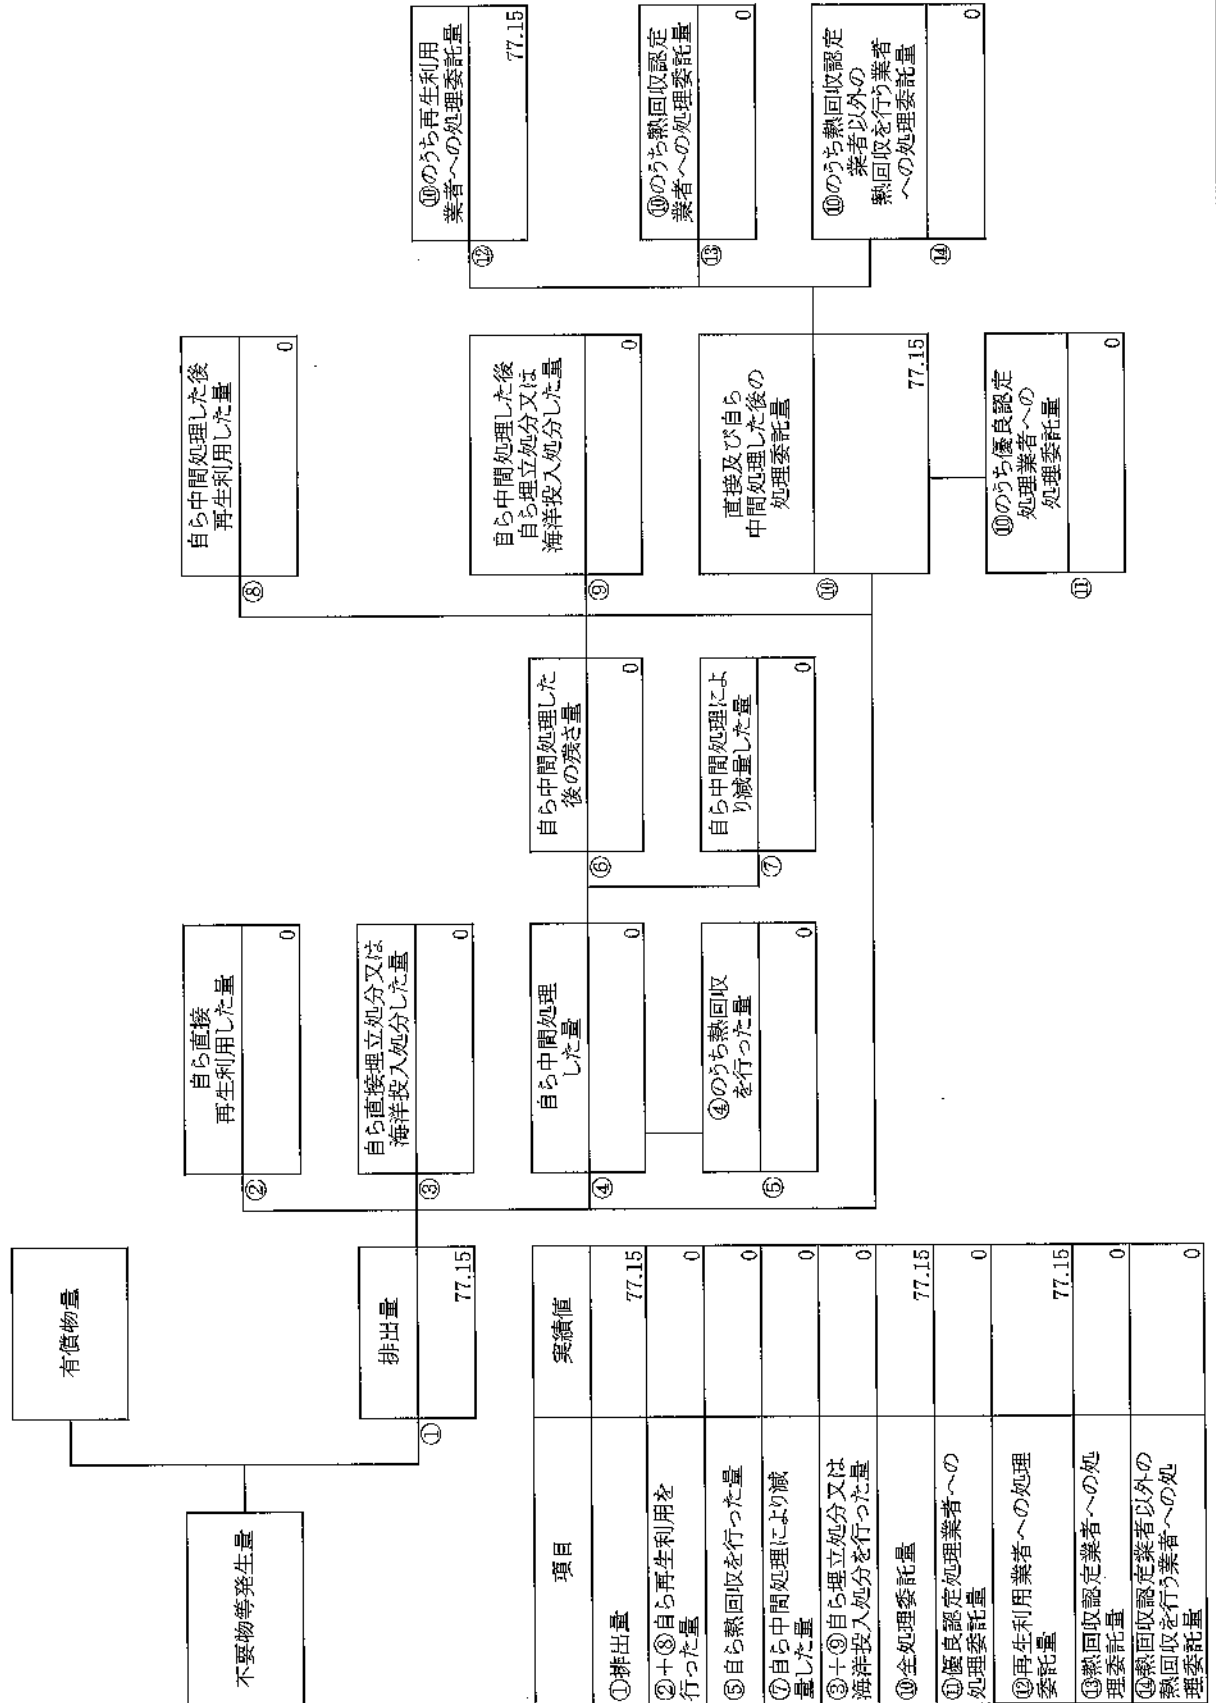 不要物等発生量
有償物量
①
排出量
77.15
②
自ら直接
再生利用した量
0
③
自ら直接埋立処分又は
海洋投入処分した量
0
④
自ら中間処理
した量
0
⑤
④のうち熱回収
を行った量
0
⑥
自ら中間処理した
後の残さ量
0
⑦
自ら中間処理によ
り減量した量
0
⑧
自ら中間処理した後
再生利用した量
0
⑨
自ら中間処理した後
自ら埋立処分又は
海洋投入処分した量
0
⑩
直接及び自ら
中間処理した後の
処理委託量
77.15
⑪
⑩のうち優良認定
処理業者への
処理委託量
0
⑫
⑩のうち再生利用
業者への処理委託量
77.15
⑬
⑩のうち熱回収認定
業者への処理委託量
0
⑭
⑩のうち熱回収認定
業者以外の
熱回収を行う業者
への処理委託量
0
項目 実績値
①排出量 77.15
②+⑧自ら再生利用を
行った量 0
⑤自ら熱回収を行った量 0
⑦自ら中間処理により減
量した量 0
③+⑨自ら埋立処分又は
海洋投入処分を行った量 0
⑩全処理委託量 77.15
⑪優良認定処理業者への
処理委託量 0
⑫再生利用業者への処理
委託量 77.15
⑬熱回収認定業者への処
理委託量 0
⑭熱回収認定業者以外の
熱回収を行う業者への処
理委託量 0